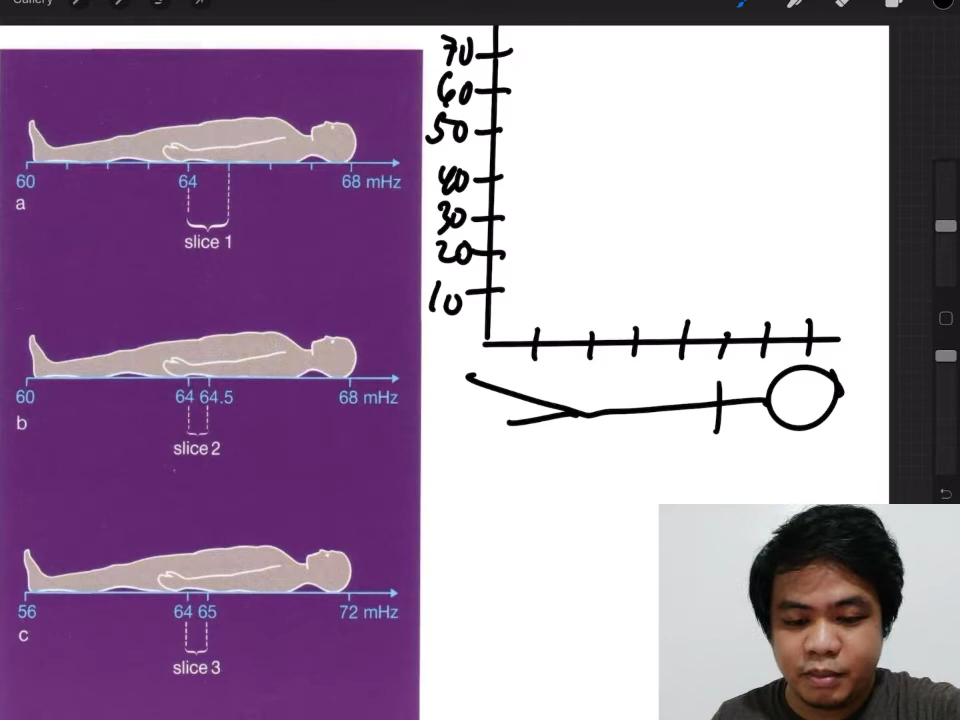 Gallery
60 64 68 mHz
a
slice 1
60 64 64.5 68 mHz
b
slice 2
56 64 65 72 mHz
c
slice 3
70
60
50
40
30
20
10